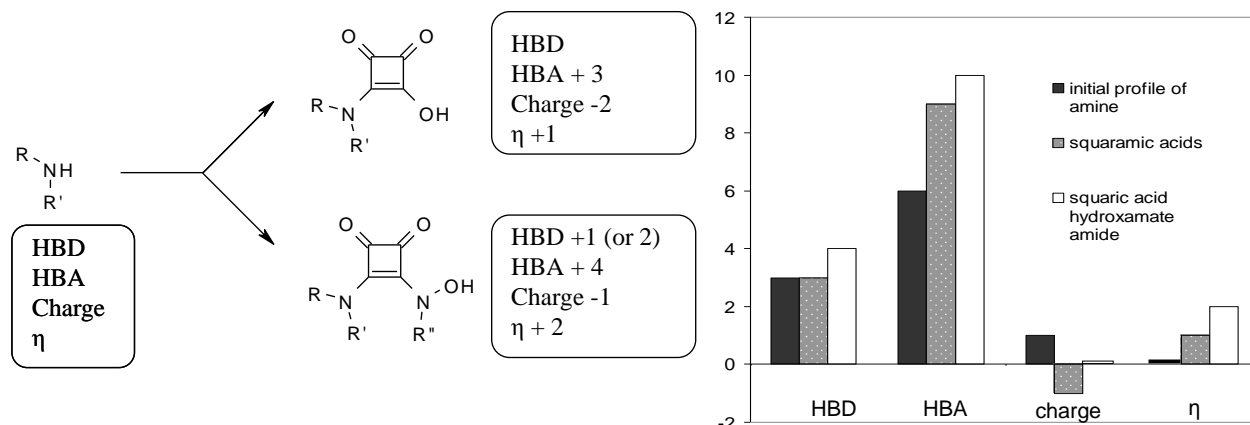 O O
N OH
R
R'
HBD
HBA + 3
Charge -2
η +1
R NH
R'
HBD
HBA
Charge
η
O O
R N N OH
R' R''
HBD +1 (or 2)
HBA + 4
Charge -1
η + 2
12
10
8
6
4
2
0
-2
HBD HBA charge η
initial profile of
amine
squaramic acids
squaric acid
hydroxamate
amide